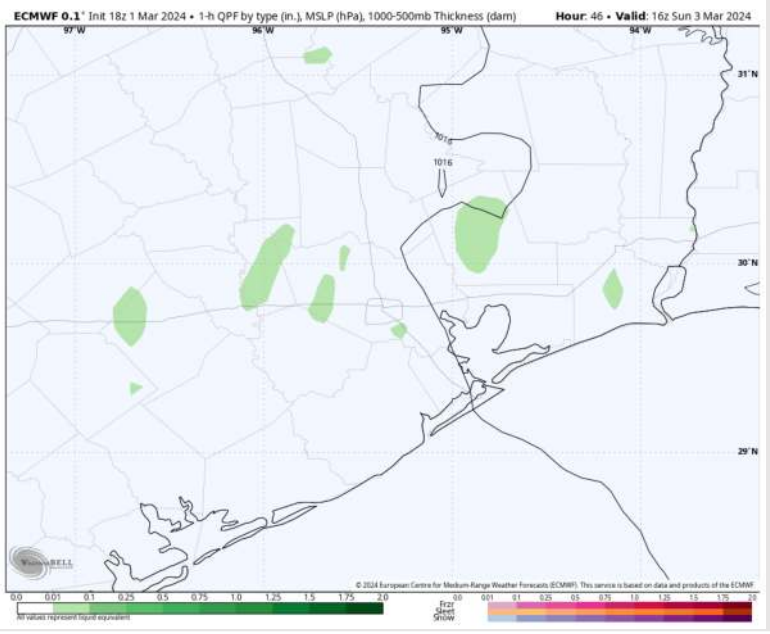 ECMWF 0.1° Init 18z 1 Mar 2024 • 1-h QPF by type (in.), MSLP (hPa), 1000-500mb Thickness (dam) Hour: 46 • Valid: 16z Sun 3 Mar 2024
97°W 96°W 95°W 94°W
31°N
1016
1016
30°N
29°N
WEATHERBELL
© 2024 European Centre for Medium-Range Weather Forecasts (ECMWF). This service is based on data and products of the ECMWF
0.0 0.01 0.1 0.25 0.5 1.0 1.25 1.5 1.75 2.0
0.0 0.01 0.1 0.25 0.5 0.75 1.0 1.25 1.5 1.75 2.0
All values represent liquid equivalent
Frzr
Sleet
Snow